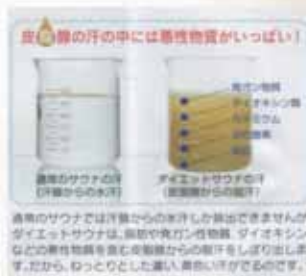 皮脂腺の汗の中には悪性物質がいっぱい!
発ガン物質
ダイオキシン類
カドミウム
通常のサウナの汗
(汗腺からの水汗)
ダイエットサウナの汗
(皮脂腺からの脂汗)
通常のサウナでは汗腺からの水汗しか排出できませんが
ダイエットサウナは、脂肪や発ガン性物質 ダイオキシン
などの悪性物質を含む皮脂腺からの脂汗をしぼり出しま
す。だから、ねっとりとした濃い、黄色い汗がでるのです